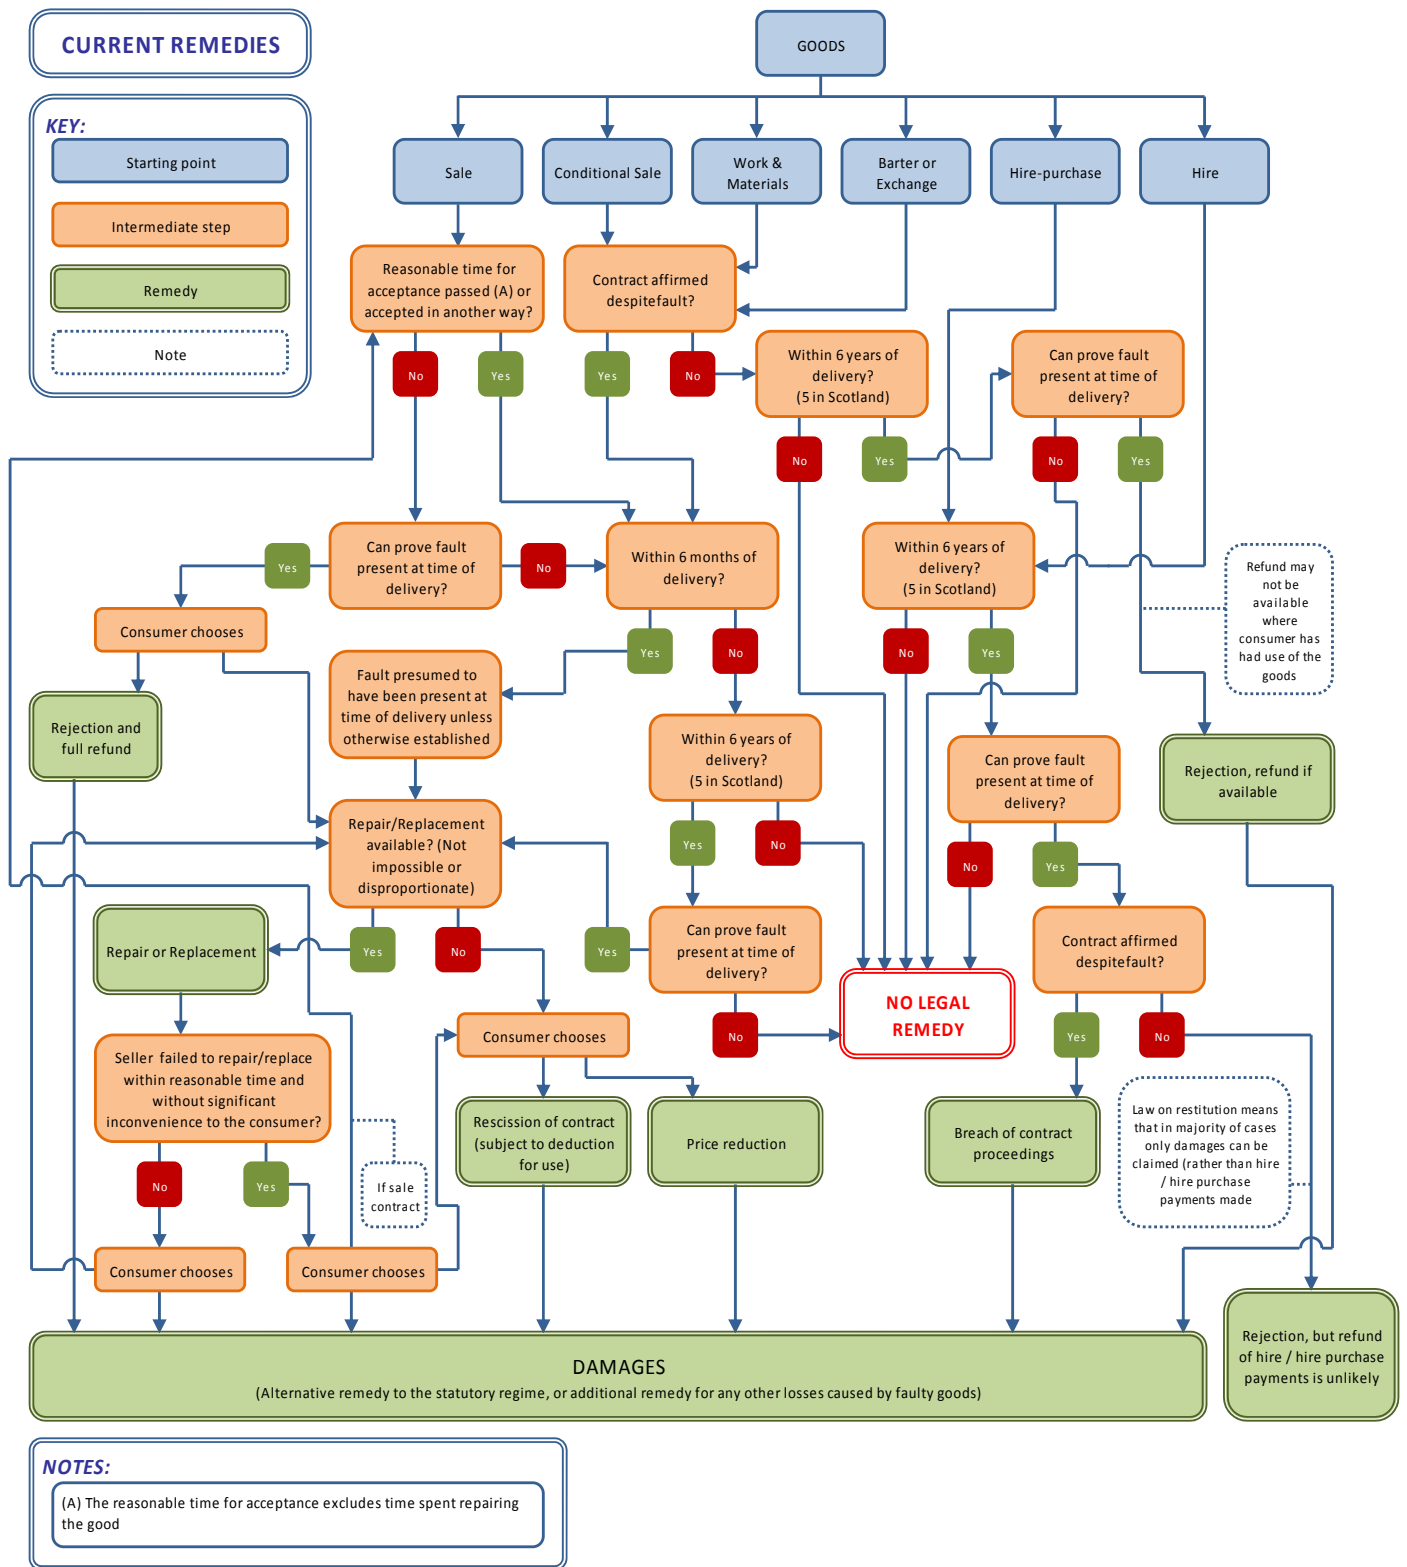 CURRENT REMEDIES
GOODS
KEY:
Starting point
Intermediate step
Remedy
Note
Sale
Conditional Sale
Work &
Materials
Barter or
Exchange
Hire-purchase
Hire
Reasonable time for
acceptance passed (A) or
accepted in another way?
Contract affirmed
despitefault?
No
Yes
Yes
No
Within 6 years of
delivery?
(5 in Scotland)
Can prove fault
present at time of
delivery?
No
Yes
No
Yes
Yes
Can prove fault
present at time of
delivery?
No
Within 6 months of
delivery?
Within 6 years of
delivery?
(5 in Scotland)
Refund may
not be
available
where
consumer has
had use of the
goods
Consumer chooses
Yes
No
No
Yes
Fault presumed to
have been present at
time of delivery unless
otherwise established
Rejection and
full refund
Within 6 years of
delivery?
(5 in Scotland)
Can prove fault
present at time of
delivery?
Rejection, refund if
available
Repair/Replacement
available? (Not
impossible or
disproportionate)
Yes
No
No
Yes
Repair or Replacement
Yes
No
Yes
Can prove fault
present at time of
delivery?
Contract affirmed
despitefault?
NO LEGAL
REMEDY
No
Yes
No
Consumer chooses
Seller failed to repair/replace
within reasonable time and
without significant
inconvenience to the consumer?
Rescission of contract
(subject to deduction
for use)
Price reduction
Breach of contract
proceedings
Law on restitution means
that in majority of cases
only damages can be
claimed (rather than hire
/ hire purchase
payments made
No
Yes
If sale
contract
Consumer chooses
Consumer chooses
Rejection, but refund
of hire / hire purchase
payments is unlikely
DAMAGES
(Alternative remedy to the statutory regime, or additional remedy for any other losses caused by faulty goods)
NOTES:
(A) The reasonable time for acceptance excludes time spent repairing
the good